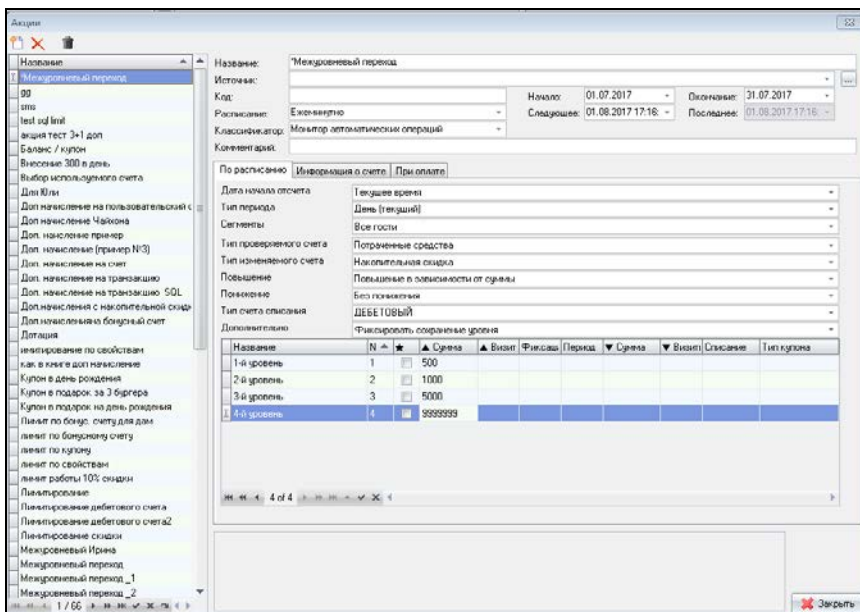 Акции
Название
*Межуровневый переход
gg
sms
test sql limit
акция тест 3+1 доп
Баланс / купон
Внесение 300 в день
Выбор используемого счета
Для Юли
Доп начисление на пользовательский с
Доп начисление Чайхона
Доп. начсление пример
Доп. начисление (пример №3)
Доп. начисление на счет
Доп. начисление на транзакцию
Доп. начисление на транзакцию SQL
Доп.начисления с накопительной скидк
Доп.начисленияна бонусный счет
Дотация
имитирование по свойствам
как в книге доп начисление
Купон в день рождения
Купон в подарок за 3 бургера
Купон в подарок на день рождения
Лимит по бонус. счету для дам
лимит по бонусному счету
лимит по купону
лимит по свойствам
лимит работы 10% скидки
Лимитирование
Лимитирование дебетового счета
Лимитирование дебетового счета2
Лимитирование скидки
Межуровневый Ирина
Межуровневый переход
Межуровневый переход _1
Межуровневый переход _2
1 / 66
Название: *Межуровневый переход
Источник:
Код: Начало: 01.07.2017 Окончание: 31.07.2017
Расписание: Ежеминутно Следующее: 01.08.2017 17:16: Последнее: 01.08.2017 17:16:
Классификатор: Монитор автоматических операций
Комментарий:
По расписанию Информация о счете При оплате
Дата начала отсчета Текущее время
Тип периода День (текущий)
Сегменты Все гости
Тип проверяемого счета Потраченные средства
Тип изменяемого счета Накопительная скидка
Повышение Повышение в зависимости от суммы
Понижение Без понижения
Тип счета списания ДЕБЕТОВЫЙ
Дополнительно Фиксировать сохранение уровня
Название N ★ ▲ Сумма ▲ Визит Фиксац Период ▼ Сумма ▼ Визит Списание Тип купона
1-й уровень 1 500
2-й уровень 2 1000
3-й уровень 3 5000
4-й уровень 4 9999999
4 of 4
Закрыть